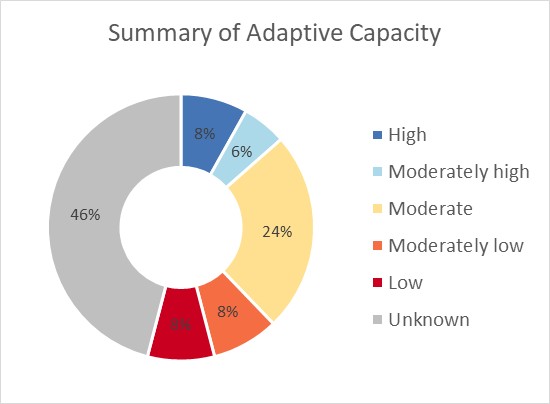 Summary of Adaptive Capacity
8%
6%
24%
8%
8%
46%
High
Moderately high
Moderate
Moderately low
Low
Unknown